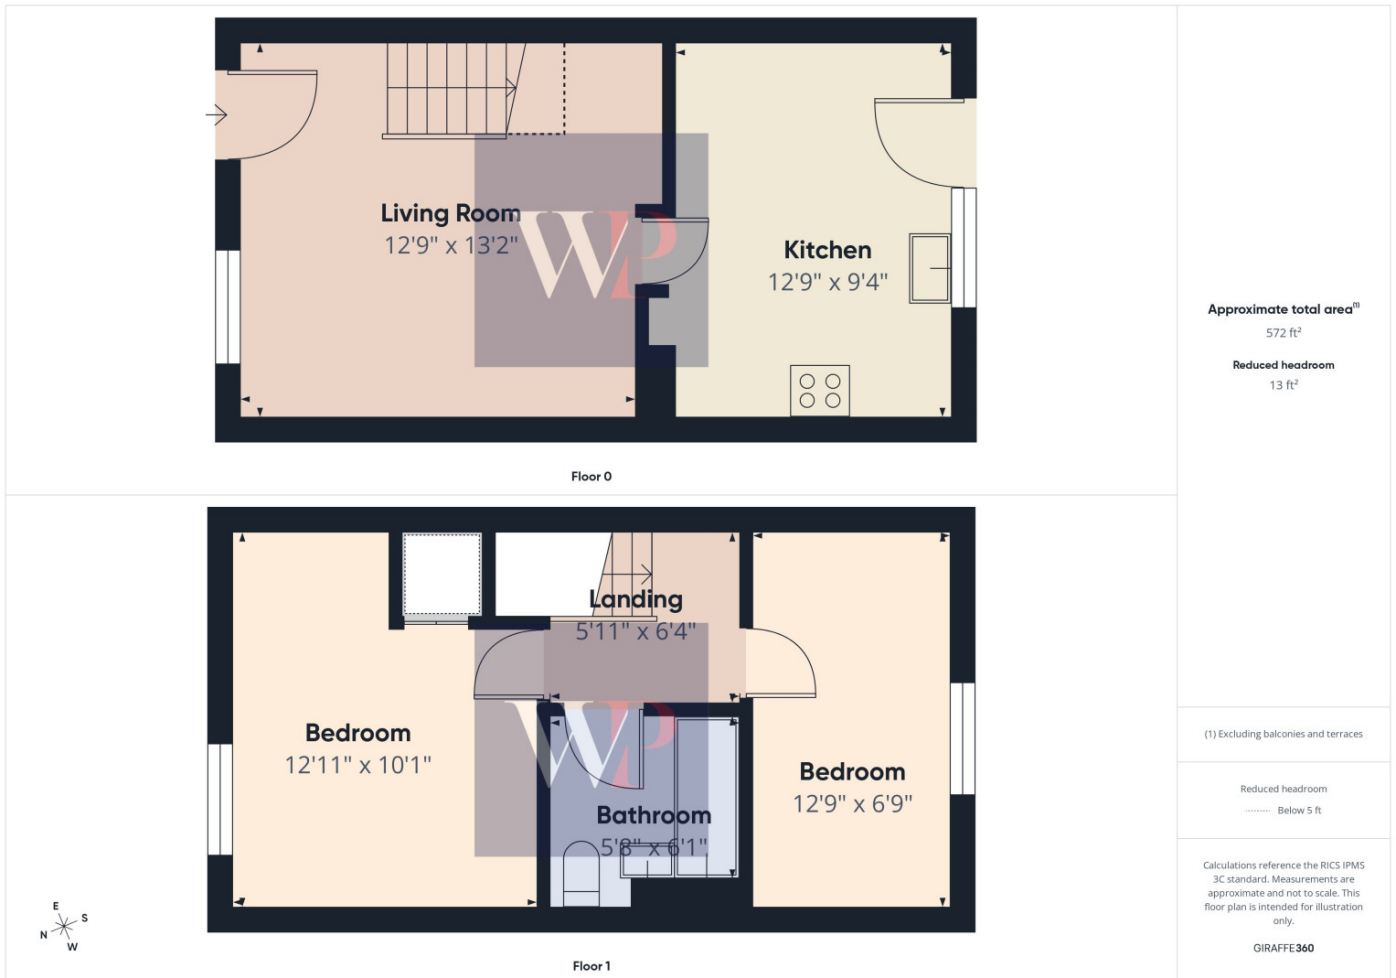 Living Room
12'9" x 13'2"
Kitchen
12'9" x 9'4"
WP
Floor 0
Landing
5'11" x 6'4"
Bedroom
12'11" x 10'1"
WP
Bathroom
5'8" x 6'1"
Bedroom
12'9" x 6'9"
E
S
N
W
Floor 1
Approximate total area(1)
572 ft²
Reduced headroom
13 ft²
(1) Excluding balconies and terraces
Reduced headroom
Below 5 ft
Calculations reference the RICS IPMS
3C standard. Measurements are
approximate and not to scale. This
floor plan is intended for illustration
only.
GIRAFFE360